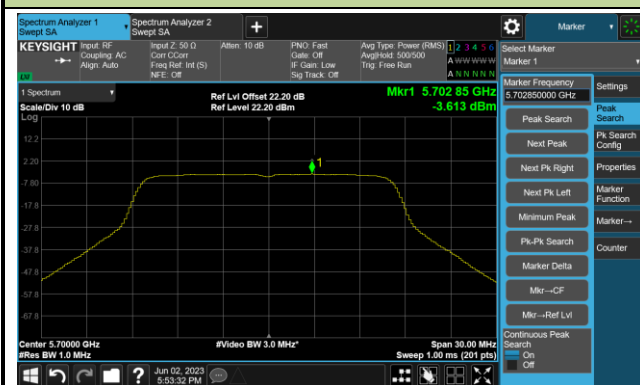 Spectrum Analyzer 1
Swept SA
Spectrum Analyzer 2
Swept SA
+
Marker
KEYSIGHT
Input: RF
Coupling: AC
Align: Auto
Input Z: 50 Ω
Corr CCorr
Freq Ref: Int (S)
NFE: Off
Atten: 10 dB
PNO: Fast
Gate: Off
IF Gain: Low
Sig Track: Off
Avg Type: Power (RMS)
Avg|Hold: 500/500
Trig: Free Run
1 2 3 4 5 6
A W W W W W
A N N N N N
Select Marker
Marker 1
1 Spectrum
Scale/Div 10 dB
Log
Ref Lvl Offset 22.20 dB
Ref Level 22.20 dBm
Mkr1 5.702 85 GHz
-3.613 dBm
12.2
2.20
-7.80
-17.8
-27.8
-37.8
-47.8
-57.8
-67.8
1
Center 5.70000 GHz
#Res BW 1.0 MHz
#Video BW 3.0 MHz*
Span 30.00 MHz
Sweep 1.00 ms (201 pts)
Marker Frequency
5.702850000 GHz
Peak Search
Next Peak
Next Pk Right
Next Pk Left
Minimum Peak
Pk-Pk Search
Marker Delta
Mkr→CF
Mkr→Ref Lvl
Continuous Peak
Search
On
Off
Settings
Peak
Search
Pk Search
Config
Properties
Marker
Function
Marker→
Counter
?
Jun 02, 2023
5:53:32 PM